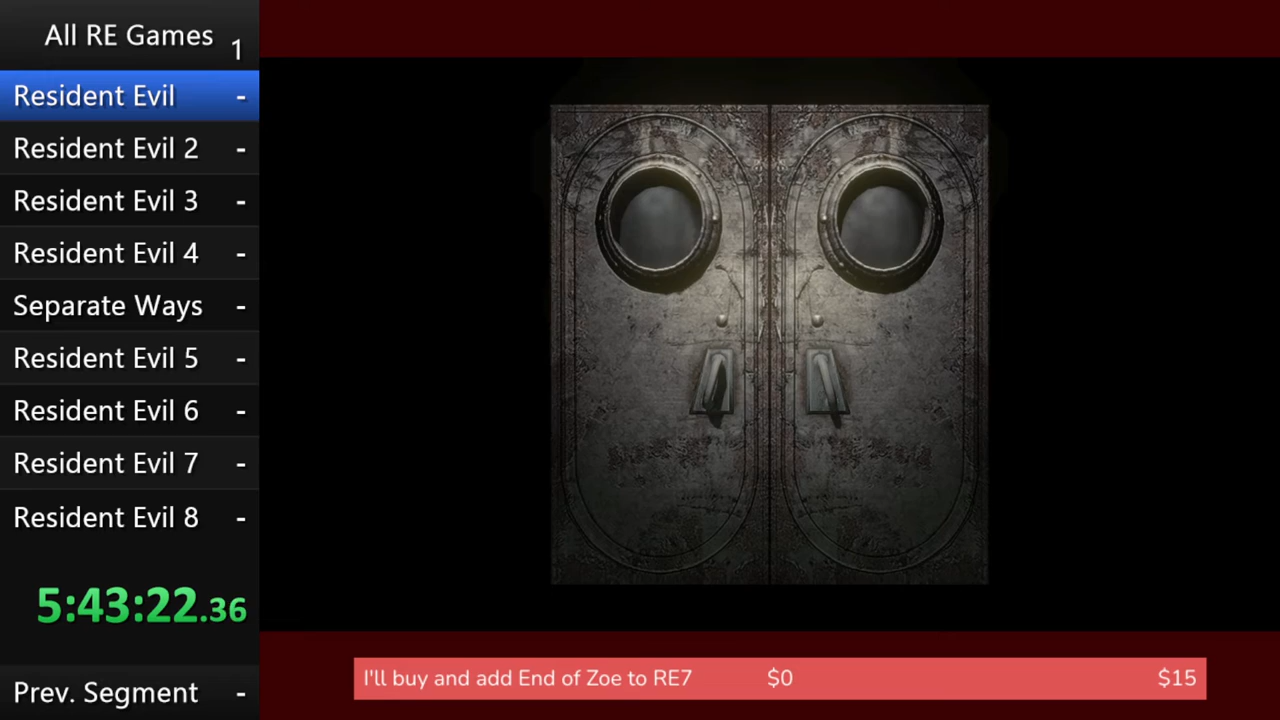 All RE Games
1
Resident Evil -
Resident Evil 2 -
Resident Evil 3 -
Resident Evil 4 -
Separate Ways -
Resident Evil 5 -
Resident Evil 6 -
Resident Evil 7 -
Resident Evil 8 -
5:43:22.36
Prev. Segment -
I'll buy and add End of Zoe to RE7 $0 $15